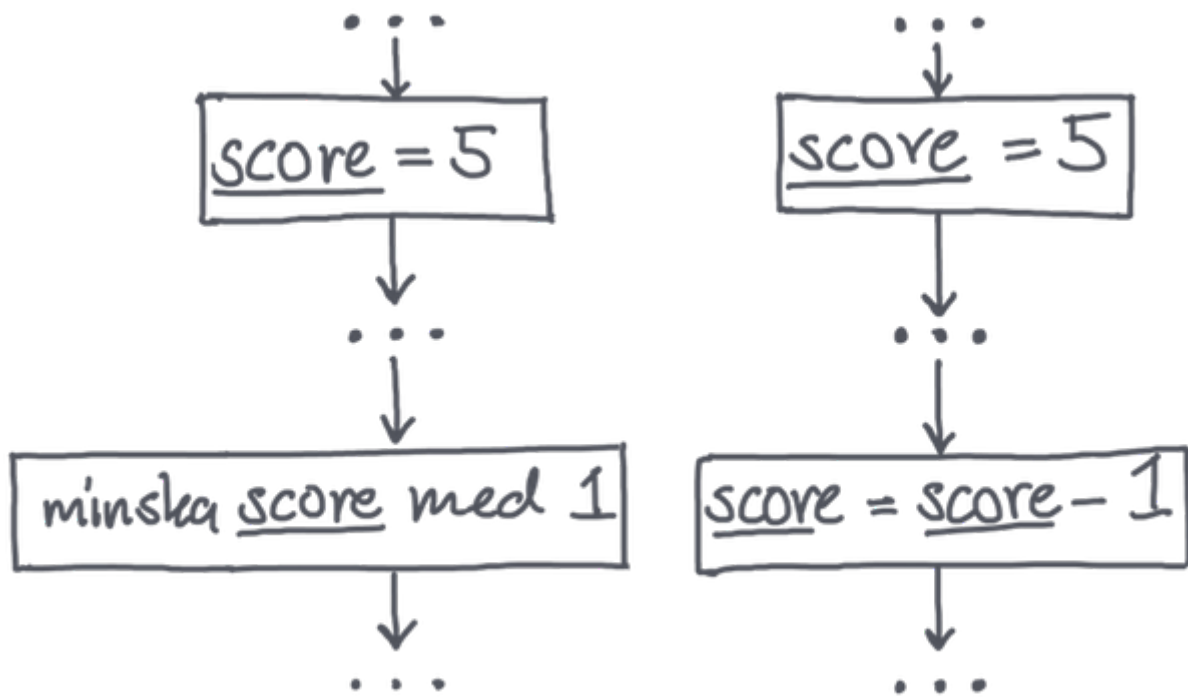 score = 5
minska score med 1
score = 5
score = score - 1